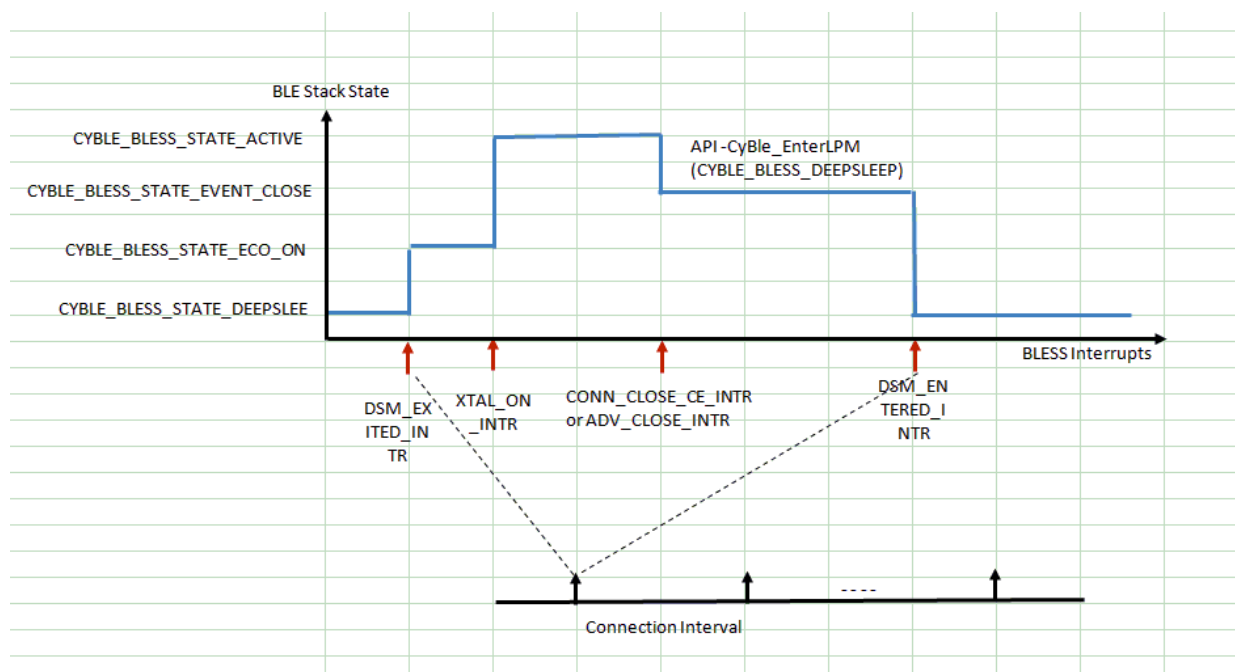 BLE Stack State
CYBLE_BLESS_STATE_ACTIVE
API -CyBle_EnterLPM
(CYBLE_BLESS_DEEPSLEEP)
CYBLE_BLESS_STATE_EVENT_CLOSE
CYBLE_BLESS_STATE_ECO_ON
CYBLE_BLESS_STATE_DEEPSLEE
BLESS Interrupts
DSM_EX
ITED_IN
TR
XTAL_ON
_INTR
CONN_CLOSE_CE_INTR
or ADV_CLOSE_INTR
DSM_EN
TERED_I
NTR
----
Connection Interval